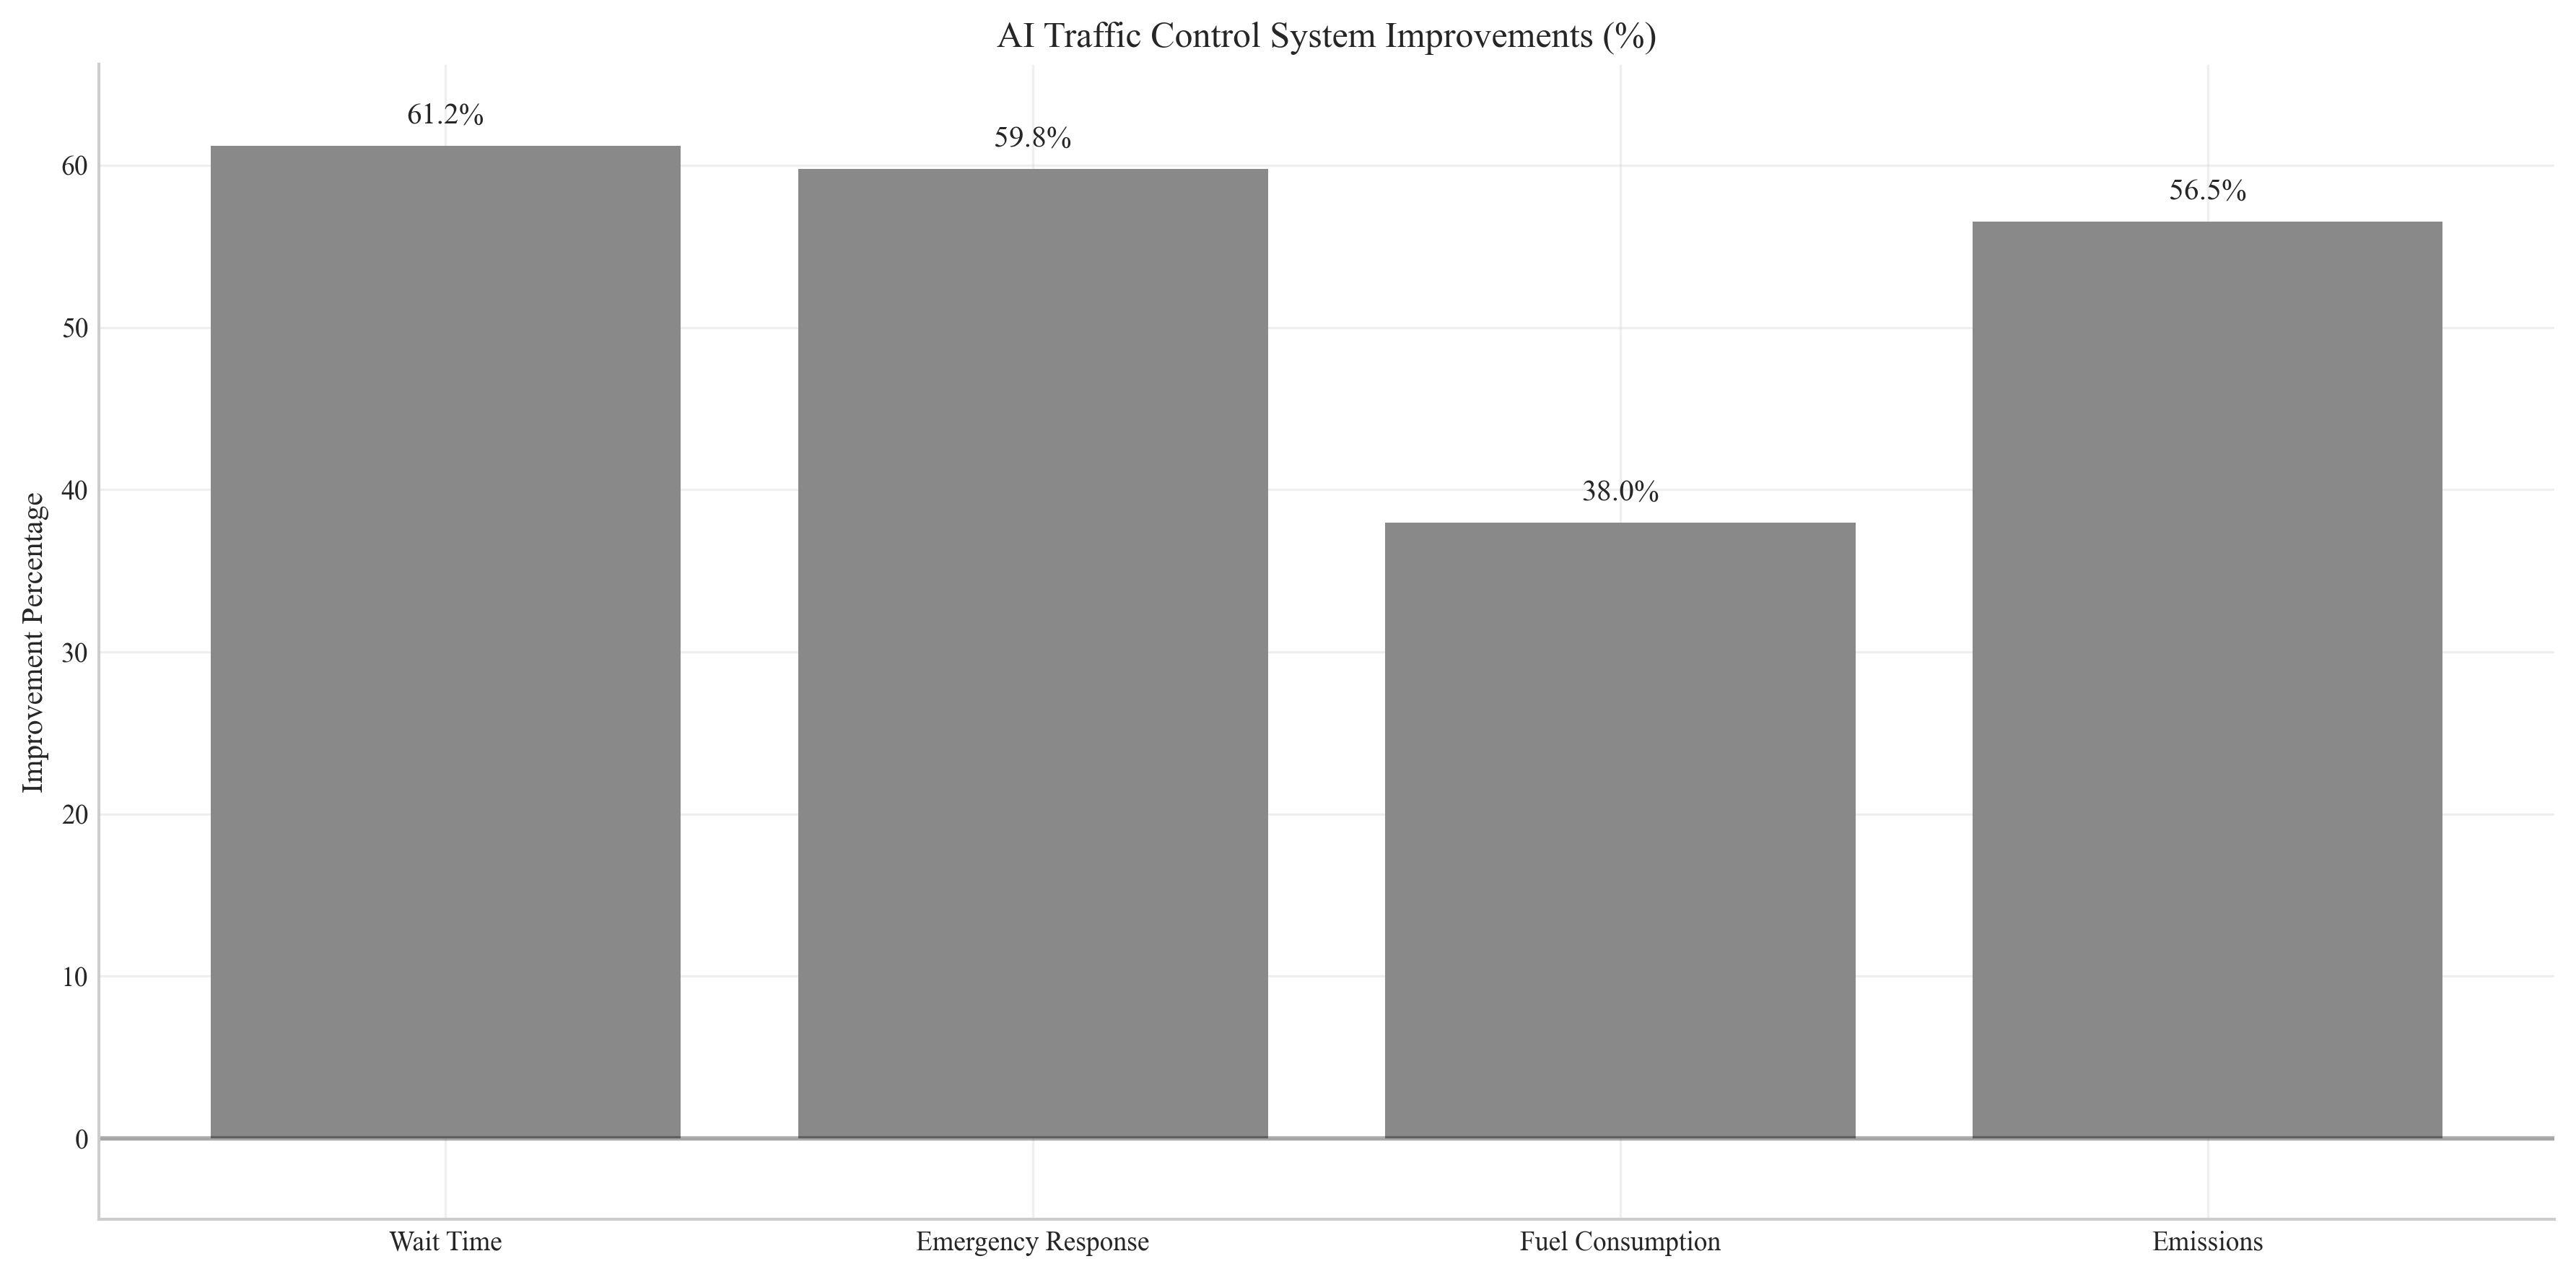 AI Traffic Control System Improvements (%)
61.2%
59.8%
56.5%
38.0%
60
50
40
30
20
10
0
Improvement Percentage
Wait Time
Emergency Response
Fuel Consumption
Emissions